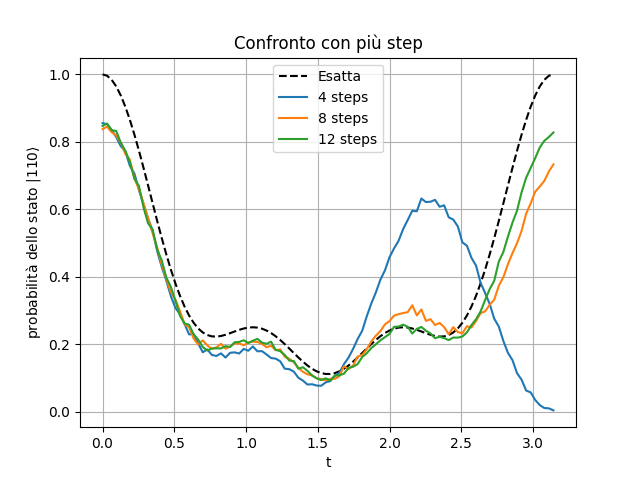 Confronto con più step
Esatta
4 steps
8 steps
12 steps
probabilità dello stato |110⟩
1.0
0.8
0.6
0.4
0.2
0.0
0.0 0.5 1.0 1.5 2.0 2.5 3.0
t